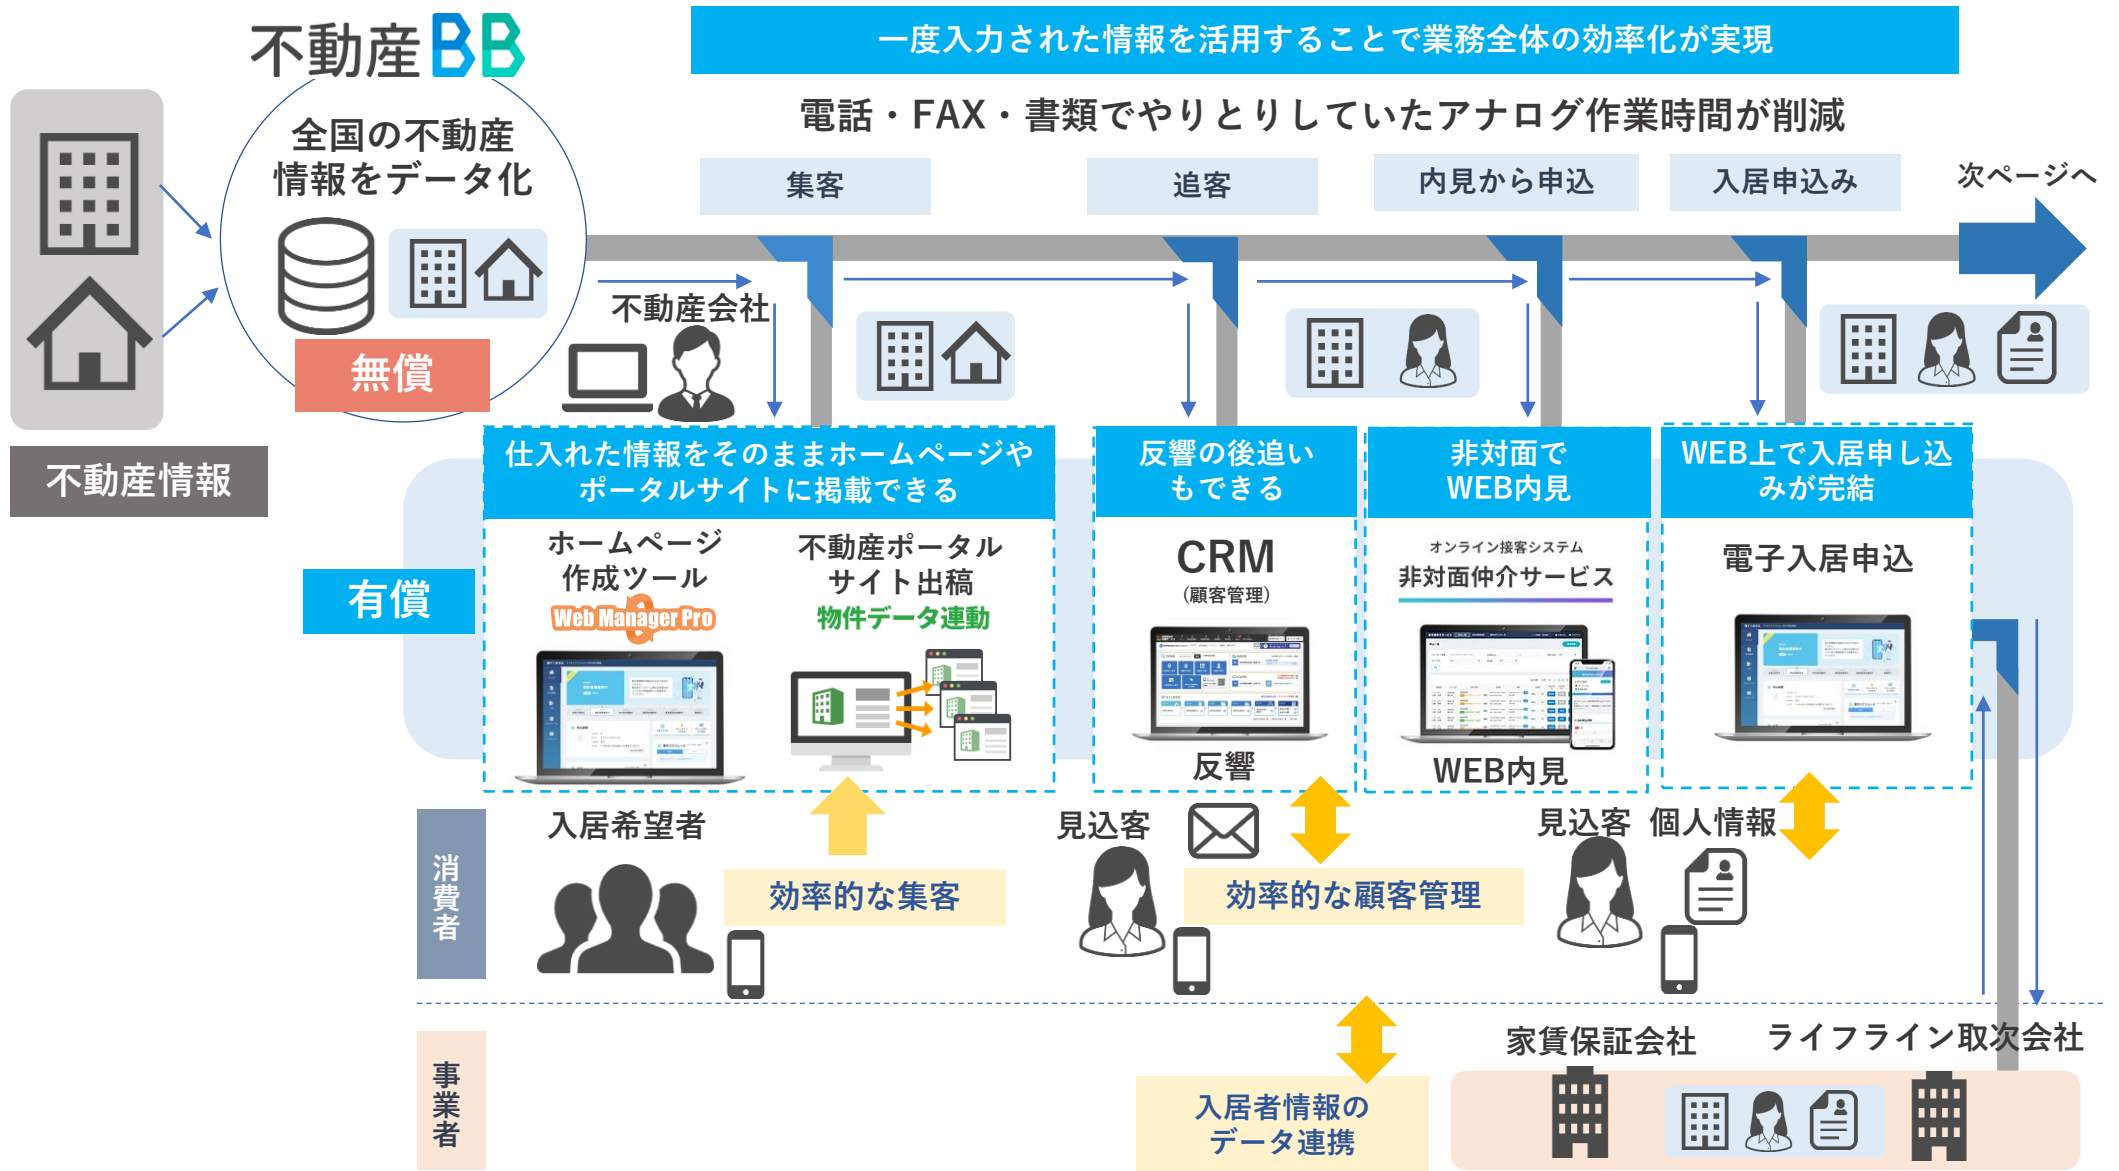 不動産BB
一度入力された情報を活用することで業務全体の効率化が実現
電話・FAX・書類でやりとりしていたアナログ作業時間が削減
全国の不動産
情報をデータ化
集客
追客
内見から申込
入居申込み
次ページへ
不動産会社
無償
不動産情報
仕入れた情報をそのままホームページや
ポータルサイトに掲載できる
反響の後追い
もできる
非対面で
WEB内見
WEB上で入居申し込
みが完結
有償
ホームページ
作成ツール
Web Manager Pro
不動産ポータル
サイト出稿
物件データ連動
CRM
(顧客管理)
オンライン接客システム
非対面仲介サービス
電子入居申込
反響
WEB内見
消費者
入居希望者
効率的な集客
見込客
効率的な顧客管理
見込客
個人情報
事業者
入居者情報の
データ連携
家賃保証会社
ライフライン取次会社